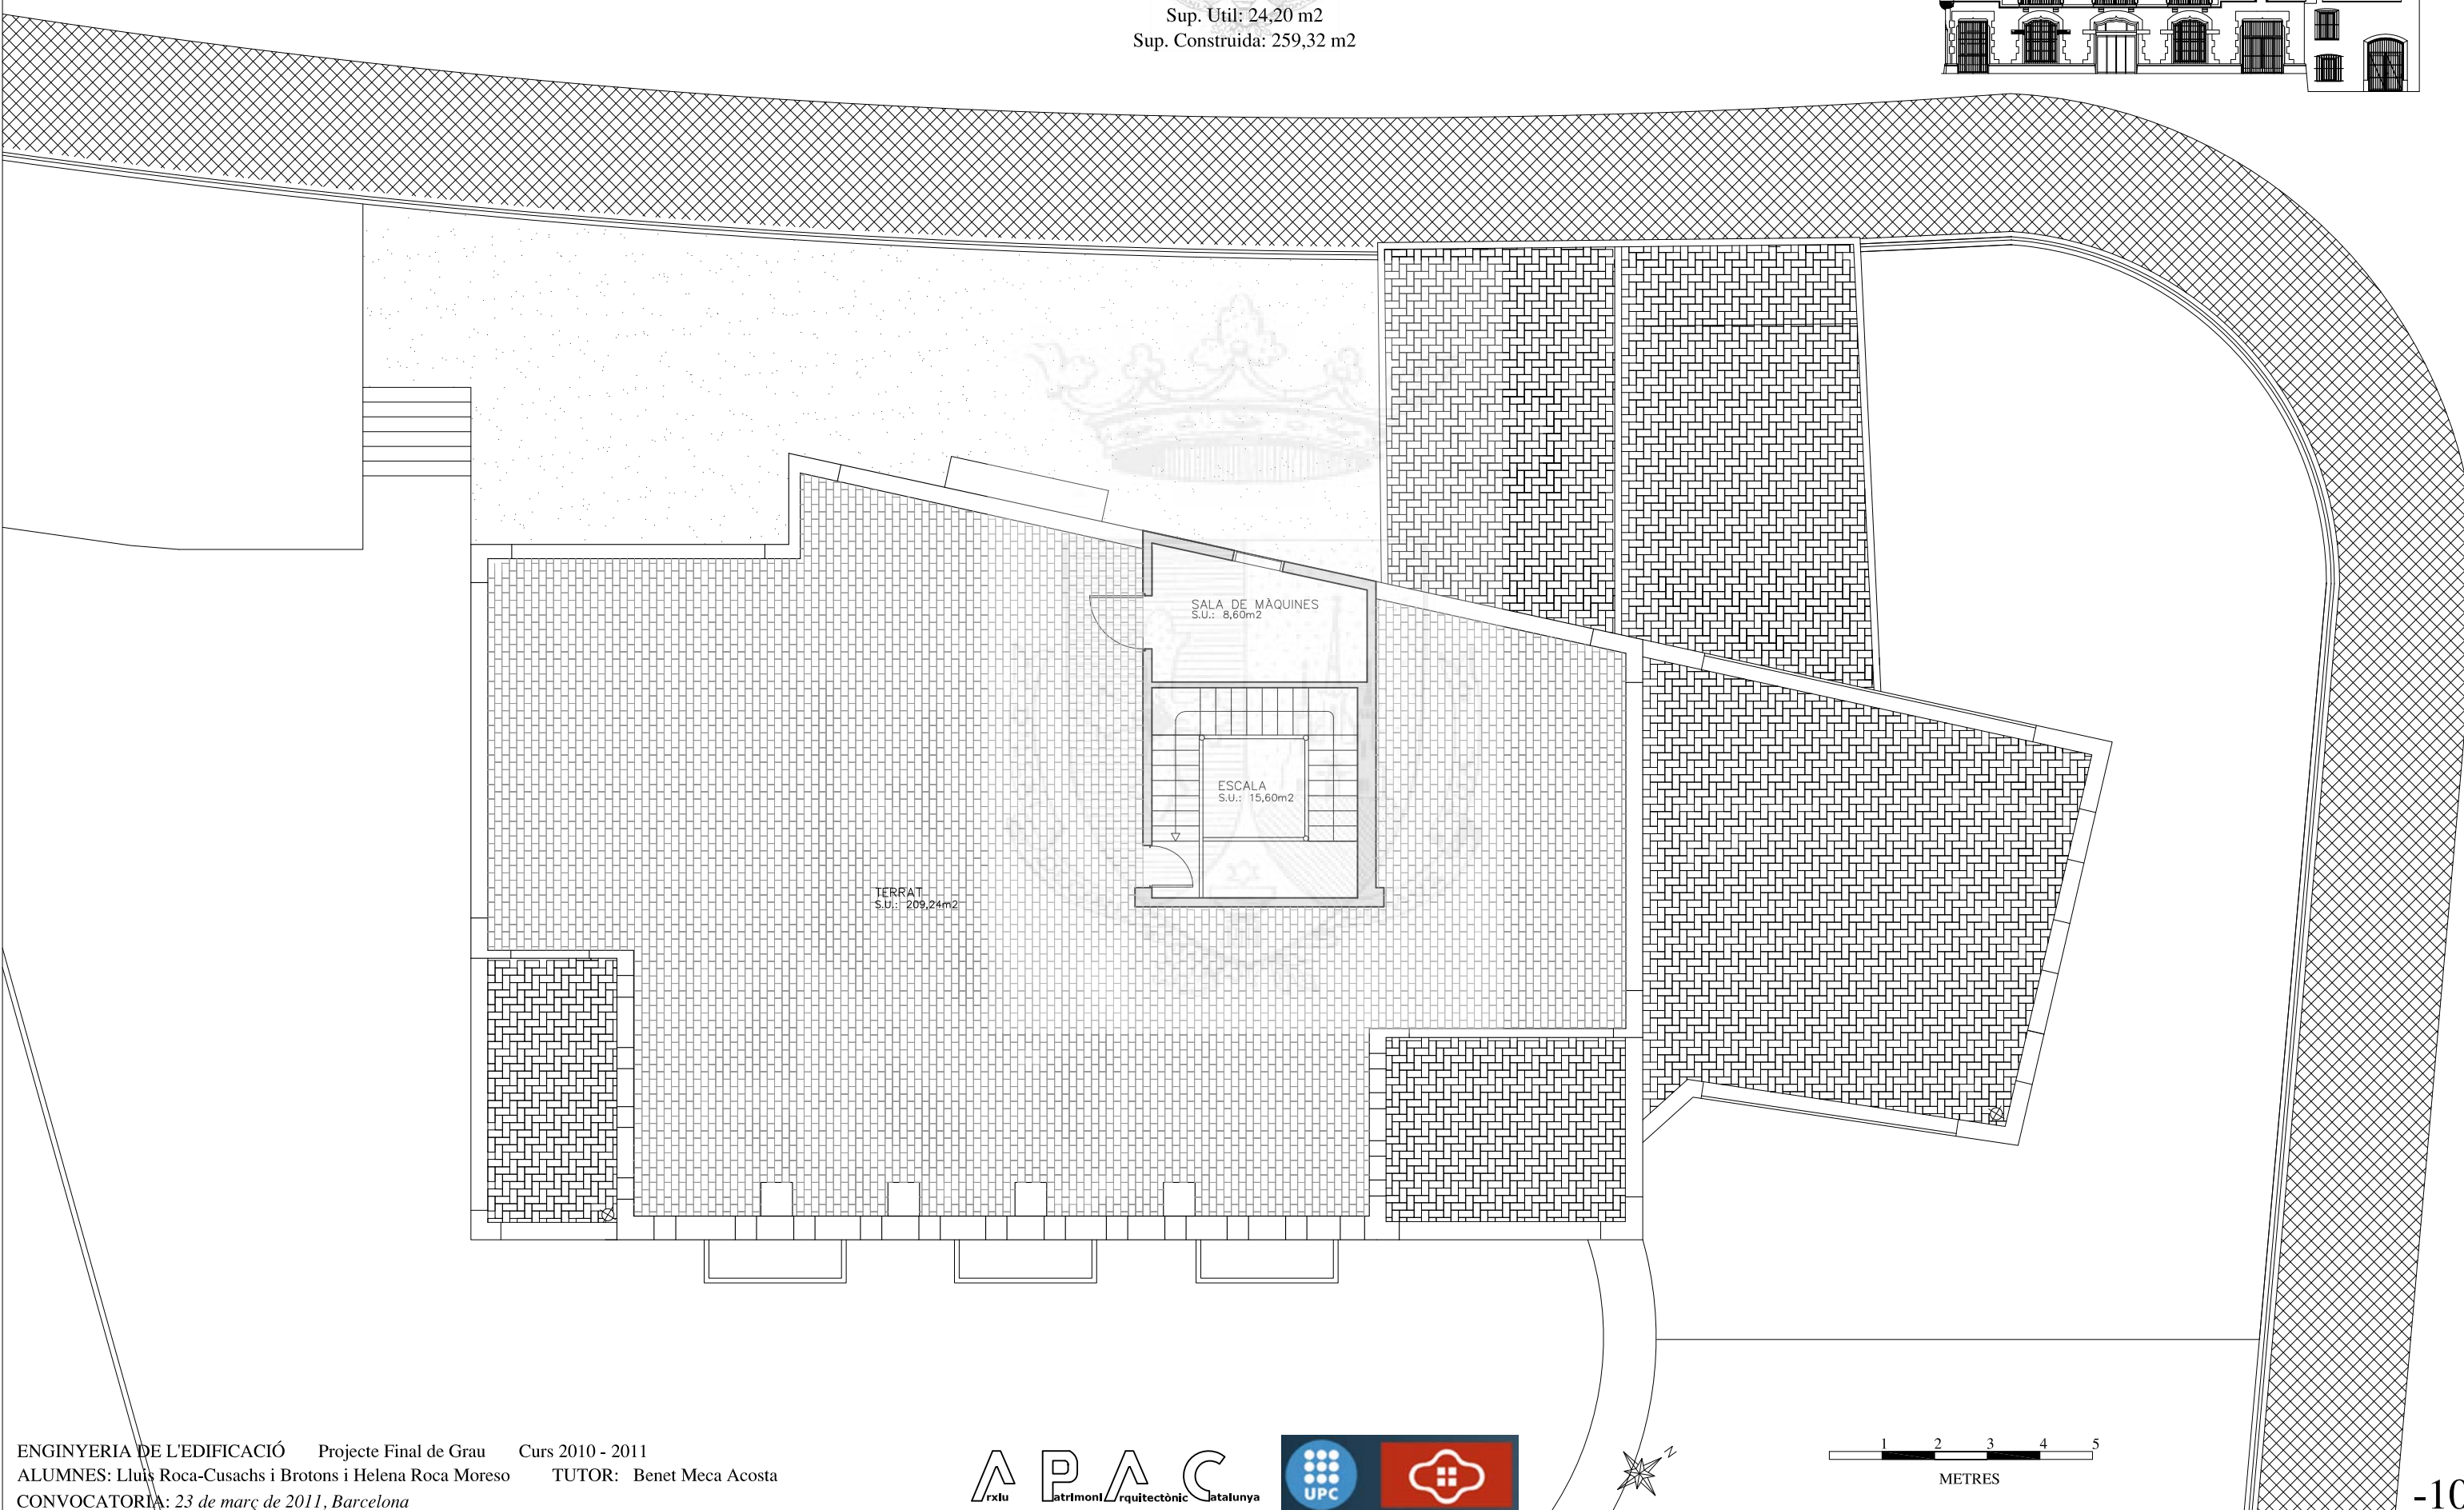 Sup. Util: 24,20 m2
Sup. Construida: 259,32 m2
SALA DE MÀQUINES
S.U.: 8,60m2
ESCALA
S.U.: 15,60m2
TERRAT
S.U.: 209,24m2
ENGINYERIA DE L'EDIFICACIÓ Projecte Final de Grau Curs 2010 - 2011
ALUMNES: Lluis Roca-Cusachs i Brotons i Helena Roca Moreso TUTOR: Benet Meca Acosta
CONVOCATORIA: 23 de març de 2011, Barcelona
Arxiu Patrimoni Arquitectònic Catalunya
UPC
N
1 2 3 4 5
METRES
-10